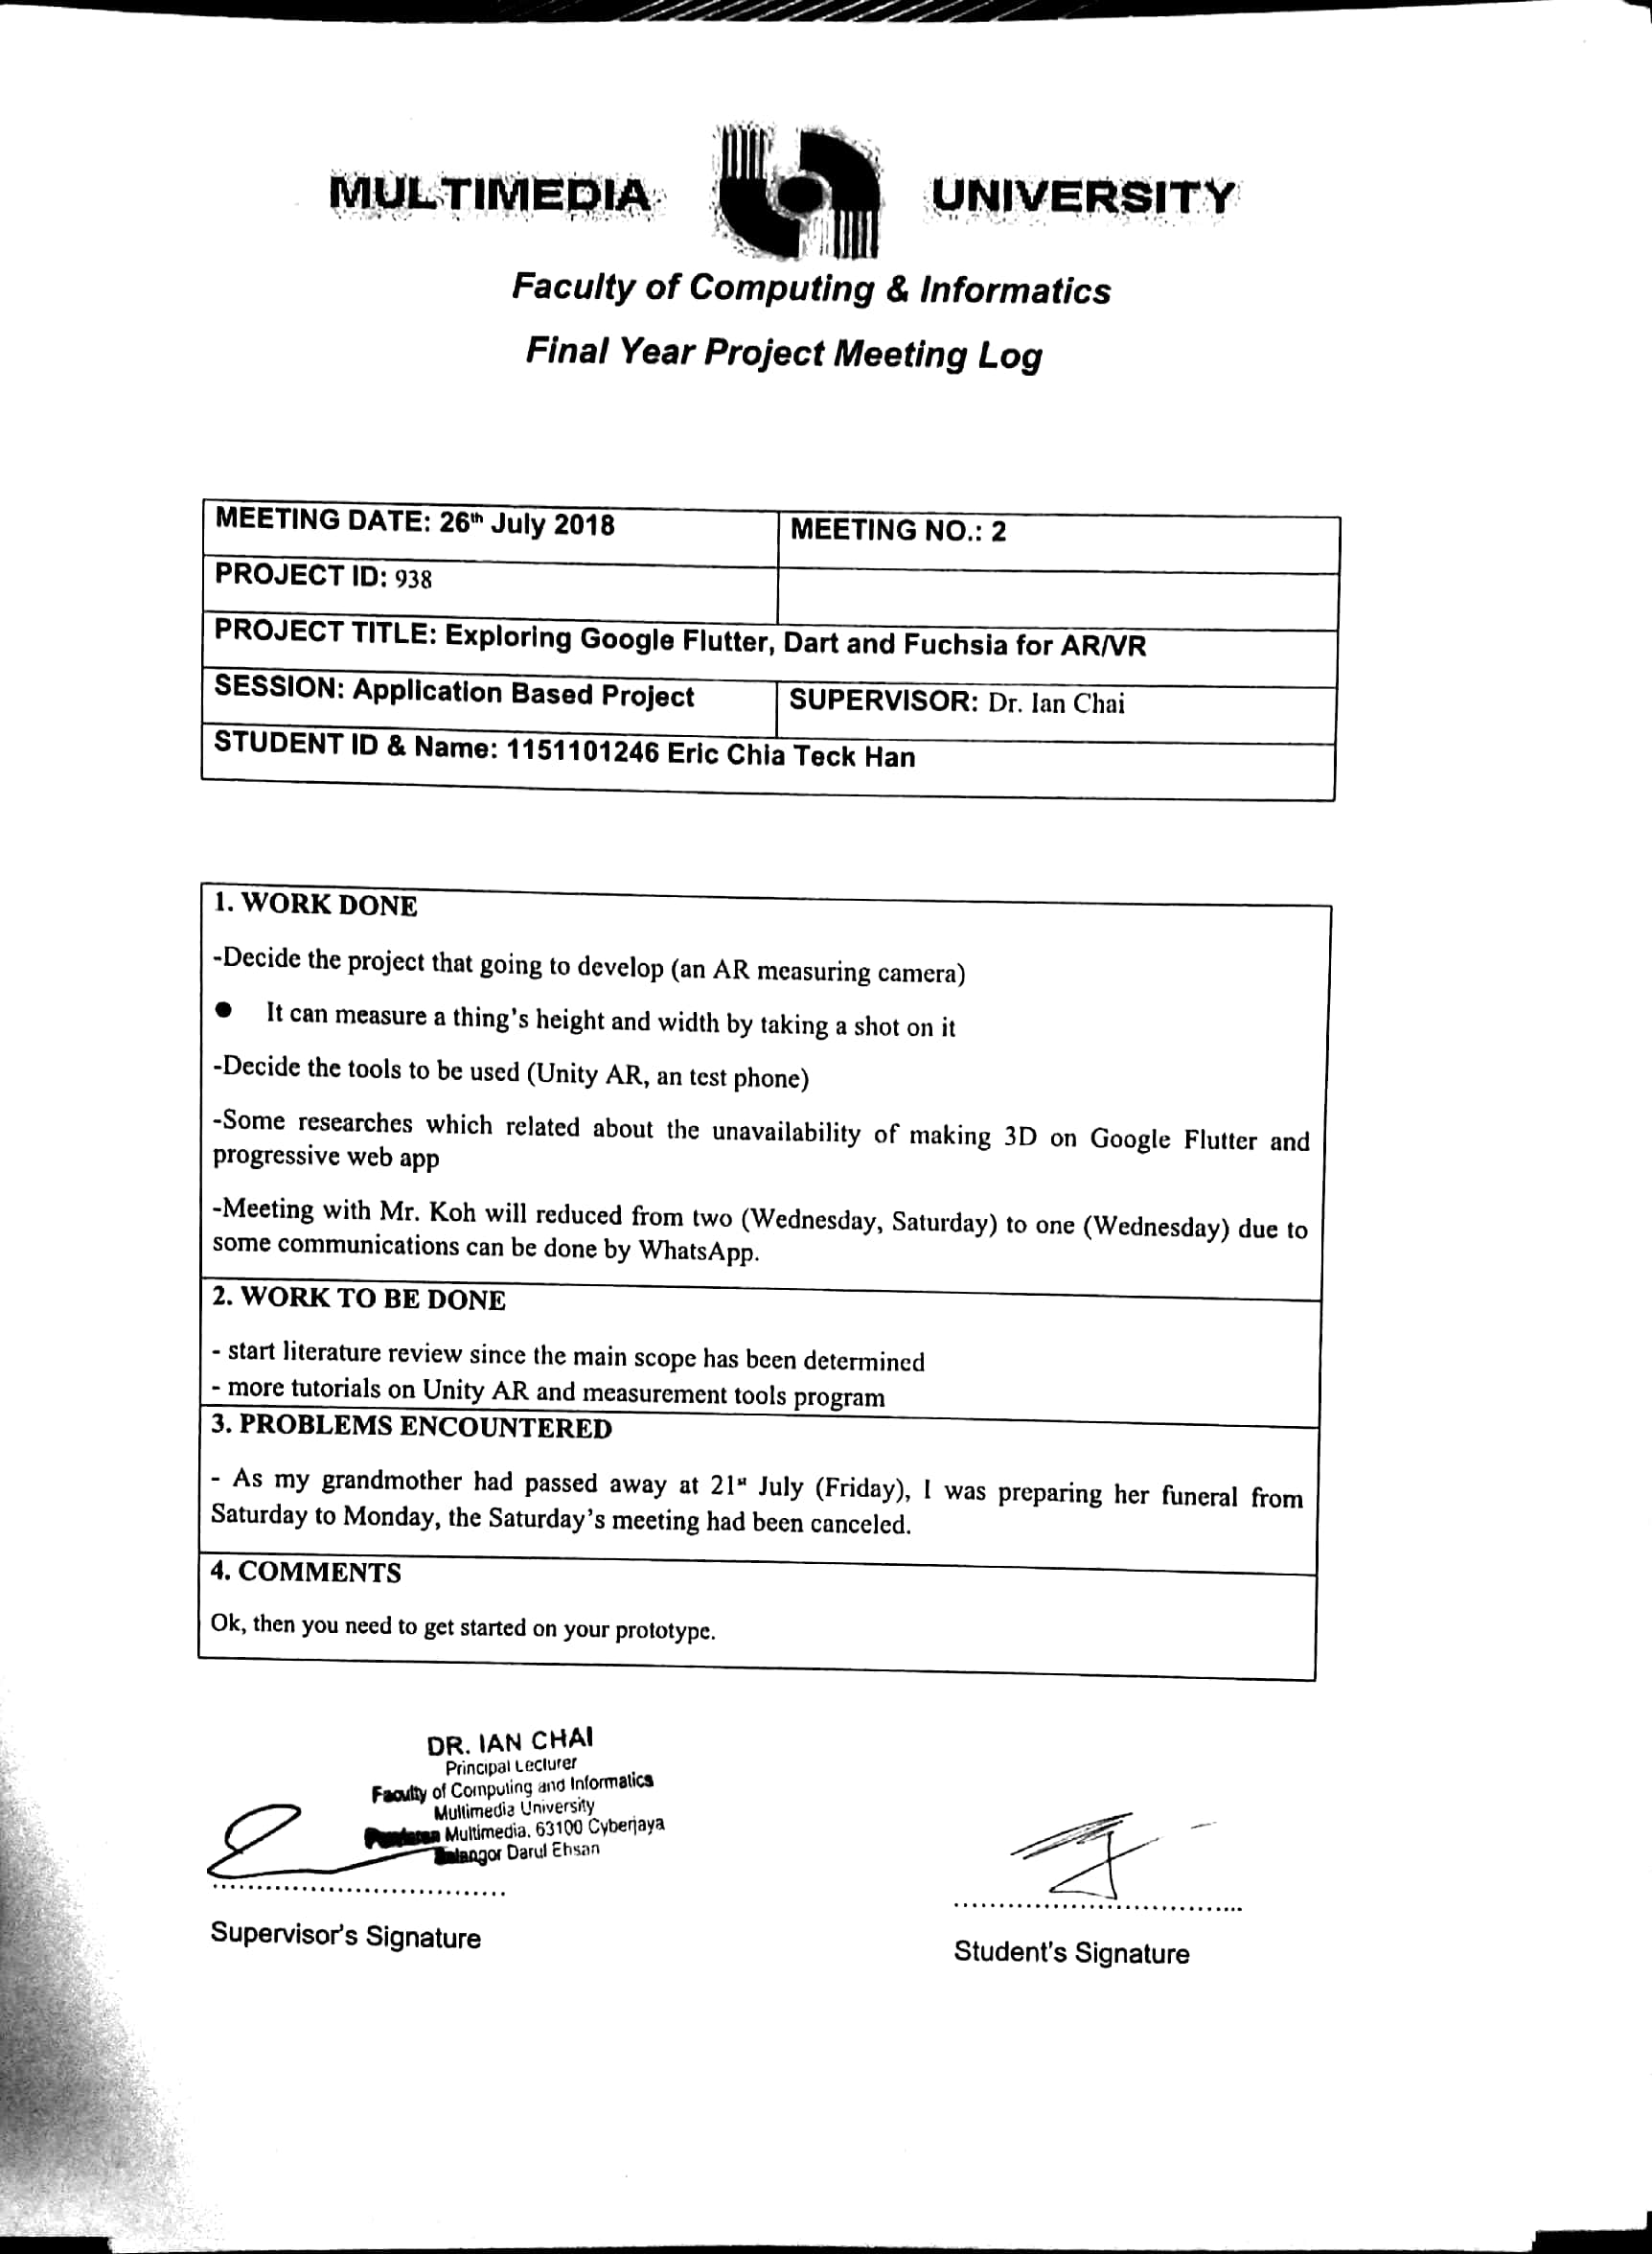 MULTIMEDIA UNIVERSITY
Faculty of Computing & Informatics
Final Year Project Meeting Log
MEETING DATE: 26th July 2018
MEETING NO.: 2
PROJECT ID: 938
PROJECT TITLE: Exploring Google Flutter, Dart and Fuchsia for AR/VR
SESSION: Application Based Project
SUPERVISOR: Dr. Ian Chai
STUDENT ID & Name: 1151101246 Eric Chia Teck Han
1. WORK DONE
-Decide the project that going to develop (an AR measuring camera)
● It can measure a thing's height and width by taking a shot on it
-Decide the tools to be used (Unity AR, an test phone)
-Some researches which related about the unavailability of making 3D on Google Flutter and
progressive web app
-Meeting with Mr. Koh will reduced from two (Wednesday, Saturday) to one (Wednesday) due to
some communications can be done by WhatsApp.
2. WORK TO BE DONE
- start literature review since the main scope has been determined
- more tutorials on Unity AR and measurement tools program
3. PROBLEMS ENCOUNTERED
- As my grandmother had passed away at 21st July (Friday), I was preparing her funeral from
Saturday to Monday, the Saturday's meeting had been canceled.
4. COMMENTS
Ok, then you need to get started on your prototype.
DR. IAN CHAI
Principal Lecturer
Faculty of Computing and Informatics
Multimedia University
Multimedia, 63100 Cyberjaya
Selangor Darul Ehsan
Supervisor's Signature
Student's Signature